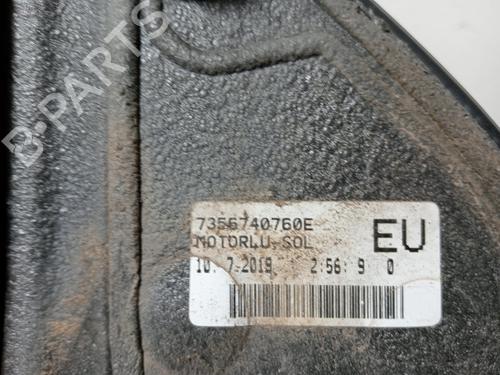 B-PARTS
7356740760E
MOTORLU SOL
EU
10. 7.2019 2:56: 9 0